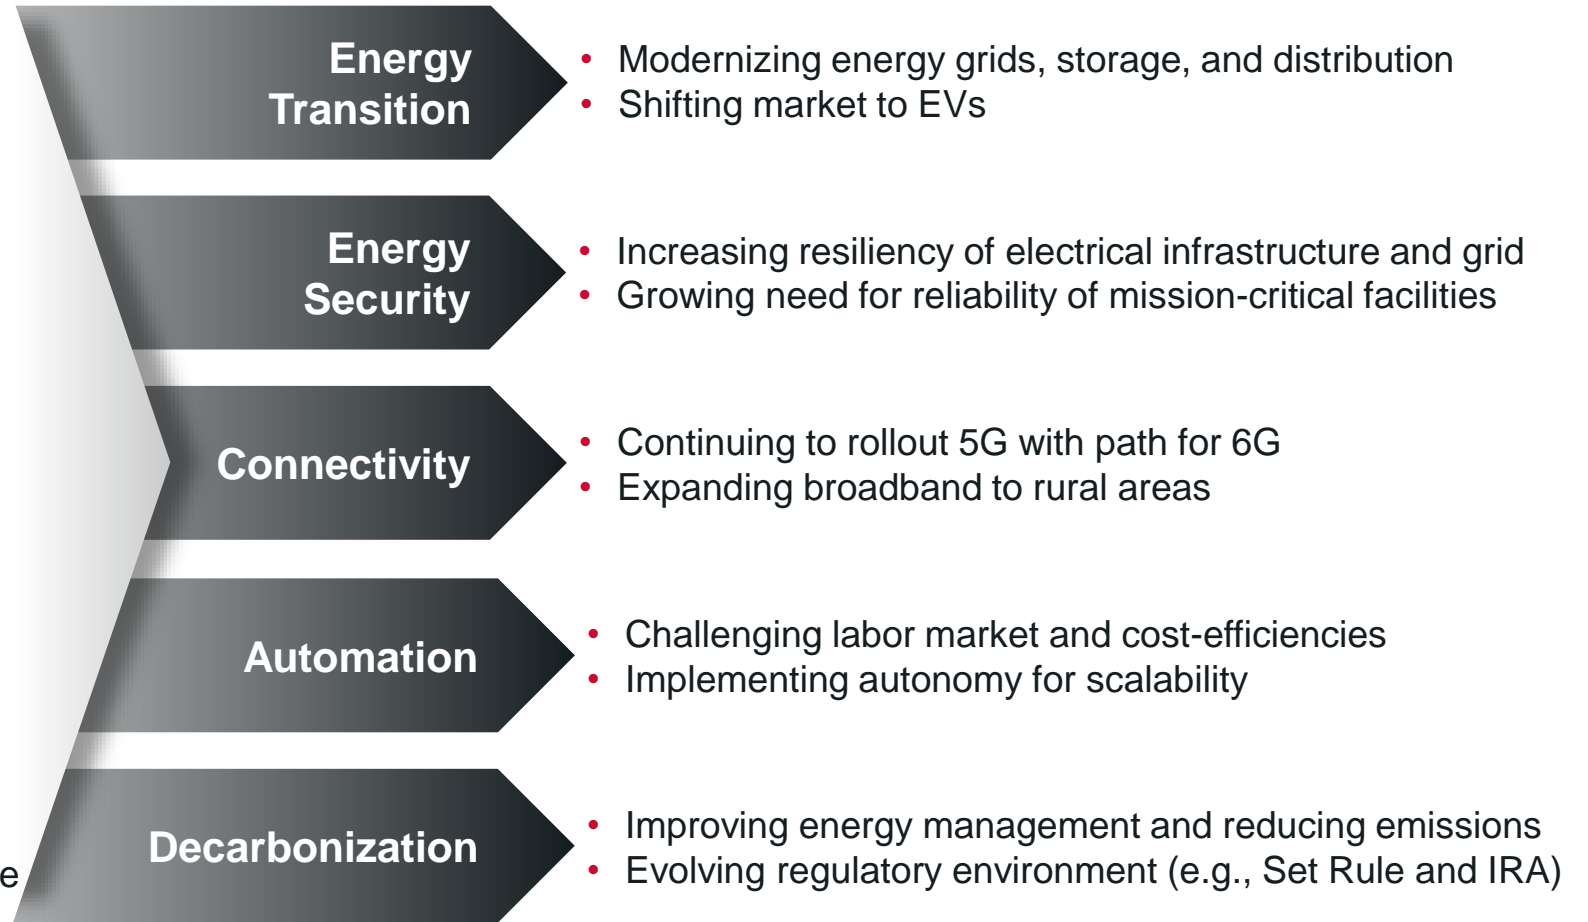 Energy
Transition
• Modernizing energy grids, storage, and distribution
• Shifting market to EVs
Energy
Security
• Increasing resiliency of electrical infrastructure and grid
• Growing need for reliability of mission-critical facilities
Connectivity
• Continuing to rollout 5G with path for 6G
• Expanding broadband to rural areas
Automation
• Challenging labor market and cost-efficiencies
• Implementing autonomy for scalability
Decarbonization
• Improving energy management and reducing emissions
• Evolving regulatory environment (e.g., Set Rule and IRA)
e